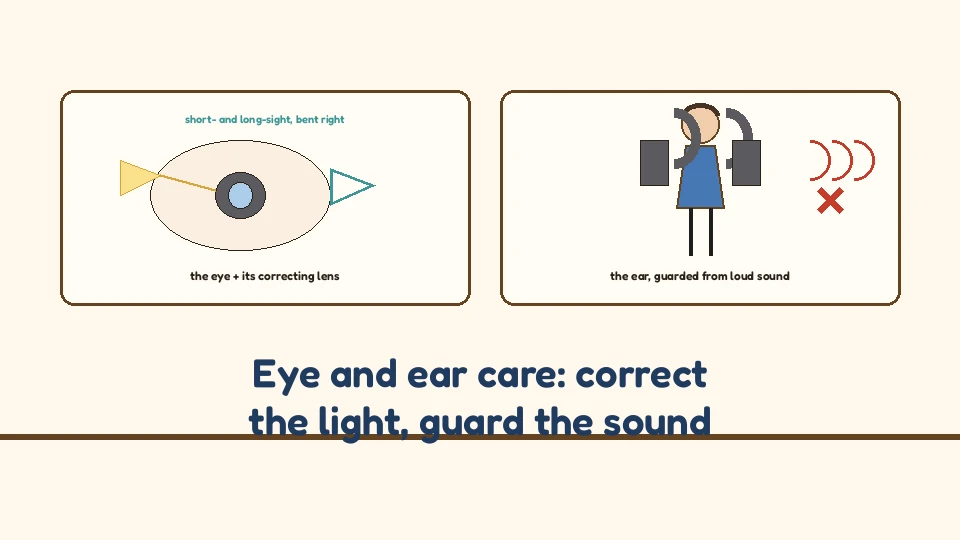 short- and long-sight, bent right
the eye + its correcting lens
the ear, guarded from loud sound
Eye and ear care: correct
the light, guard the sound